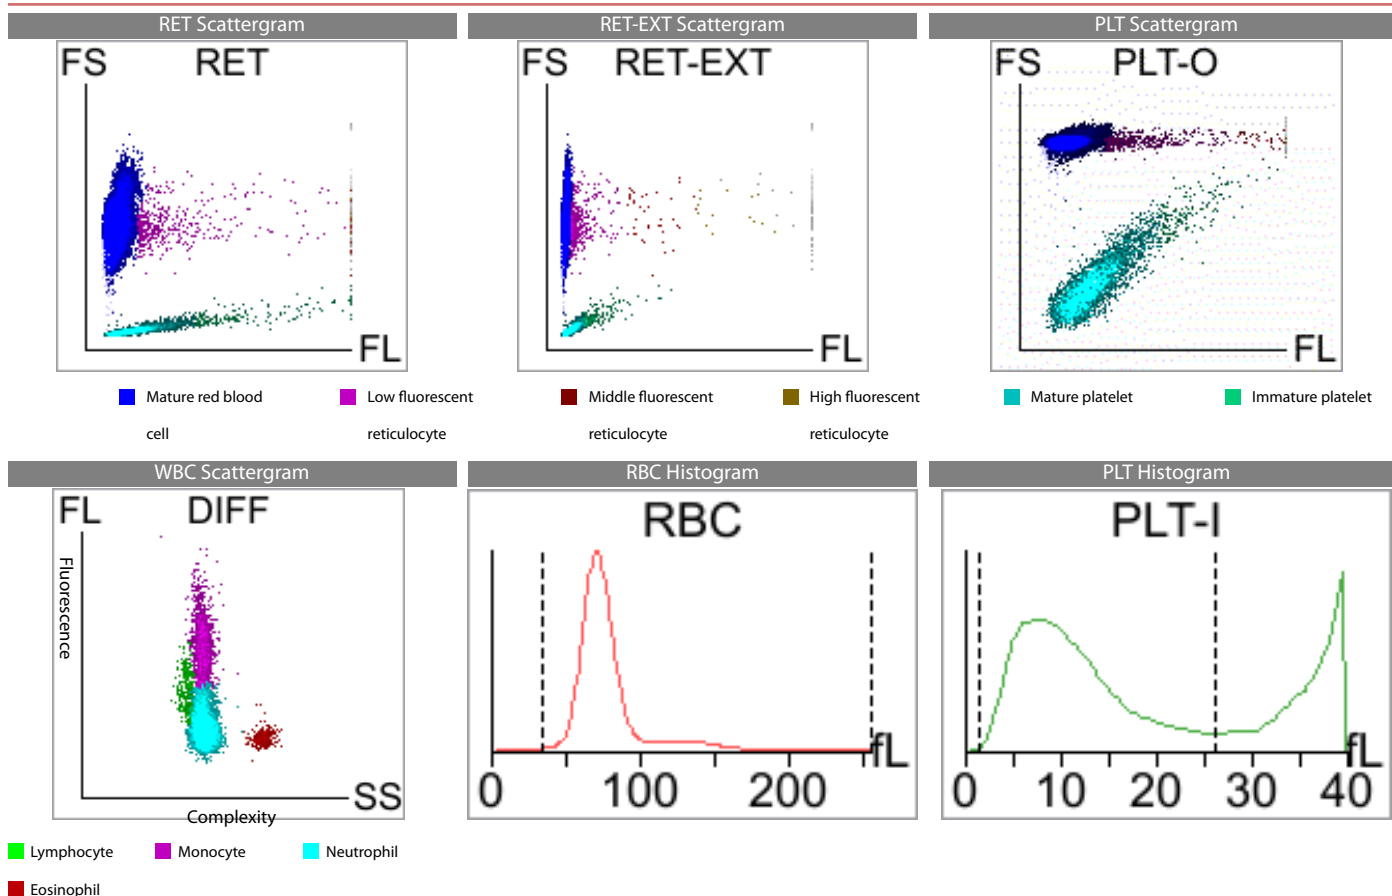 RET Scattergram
RET-EXT Scattergram
PLT Scattergram
FS RET
FL
FS RET-EXT
FL
FS PLT-O
FL
Mature red blood cell
Low fluorescent reticulocyte
Middle fluorescent reticulocyte
High fluorescent reticulocyte
Mature platelet
Immature platelet
WBC Scattergram
RBC Histogram
PLT Histogram
FL DIFF
Fluorescence
SS
Complexity
RBC
fL
0 100 200
PLT-I
fL
0 10 20 30 40
Lymphocyte
Monocyte
Neutrophil
Eosinophil